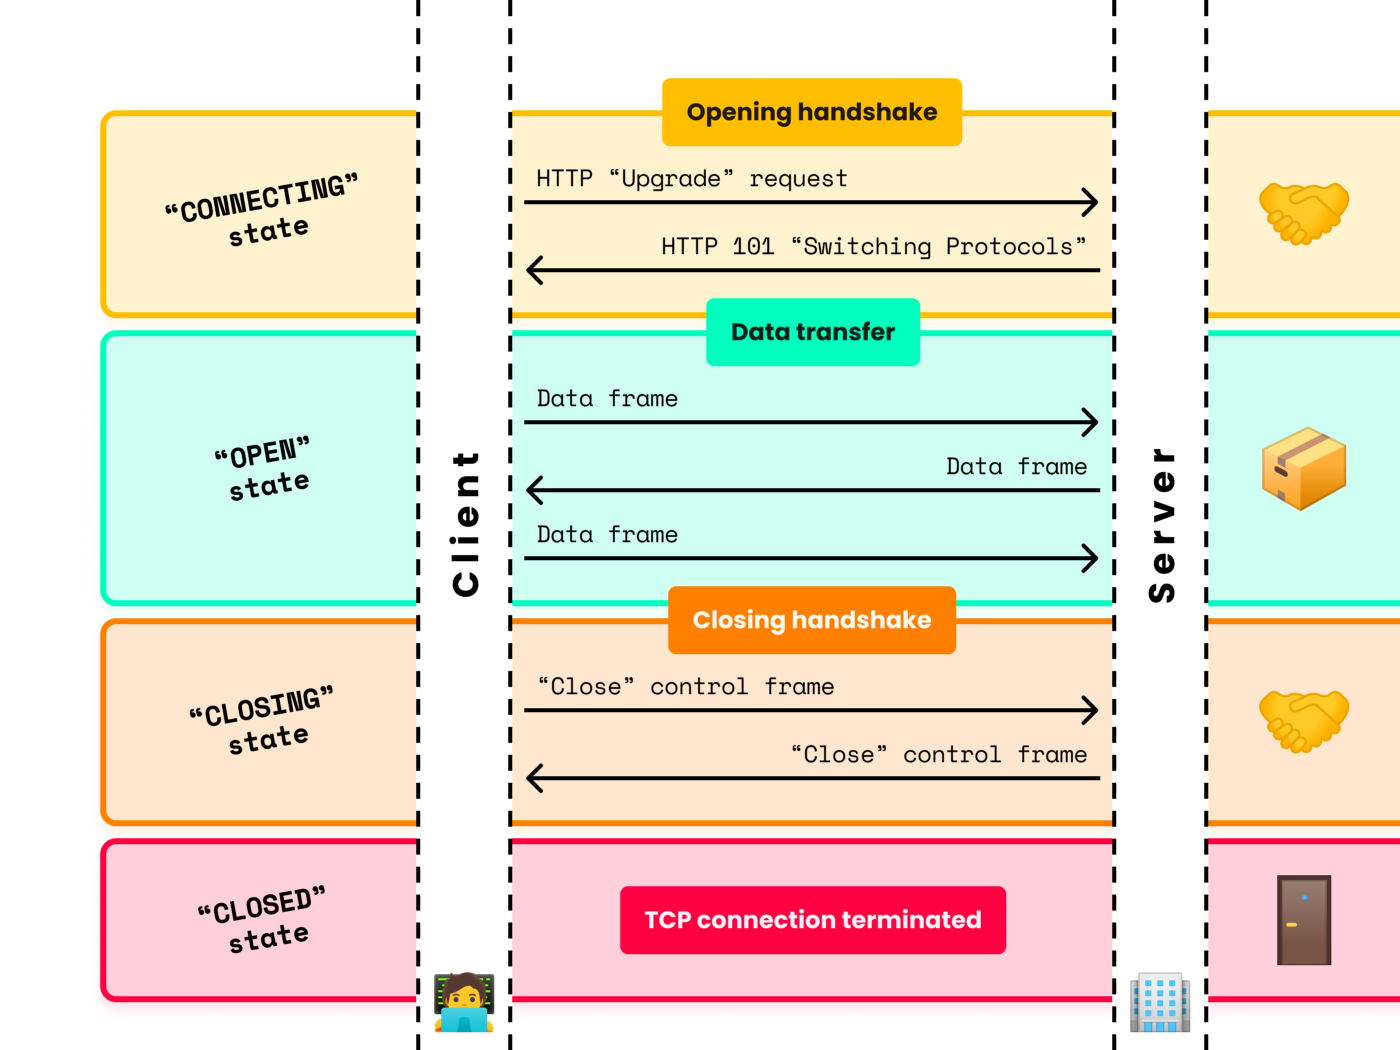 Opening handshake
“CONNECTING”
state
HTTP “Upgrade” request
HTTP 101 “Switching Protocols”
Data transfer
“OPEN”
state
Data frame
Data frame
Data frame
Client
Server
Closing handshake
“CLOSING”
state
“Close” control frame
“Close” control frame
“CLOSED”
state
TCP connection terminated